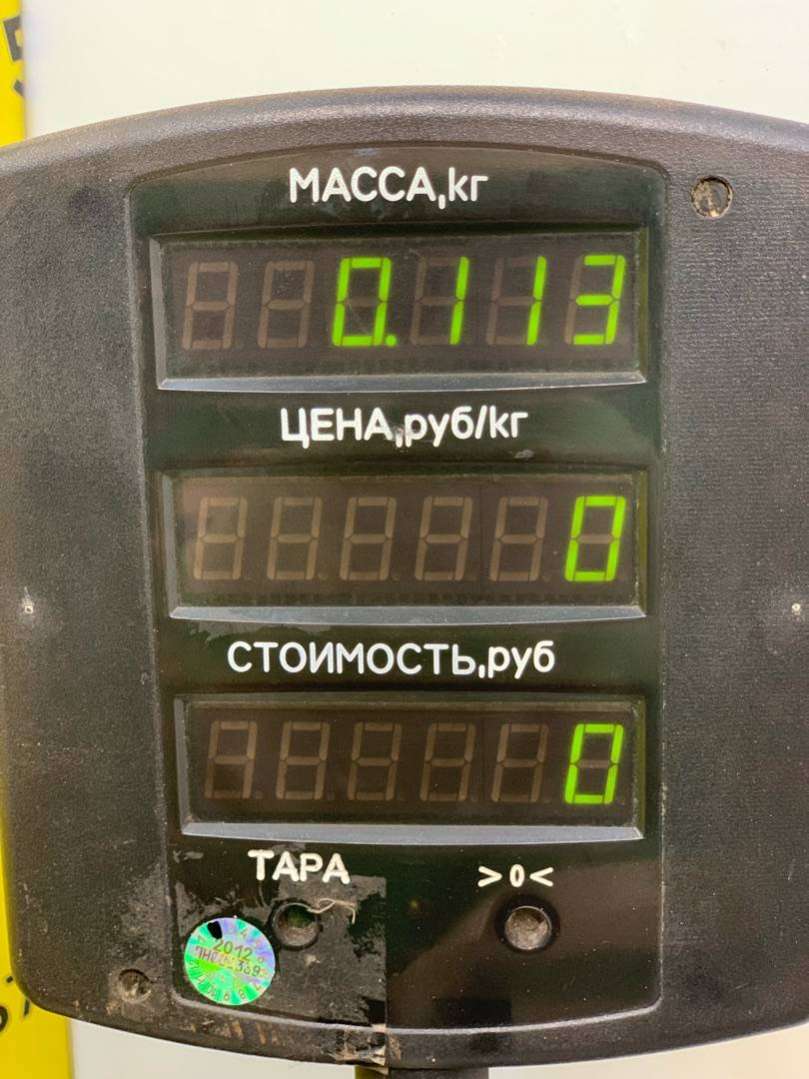 МАССА,кг
0.113
ЦЕНА,руб/кг
0
СТОИМОСТЬ,руб
0
ТАРА >0<
2012